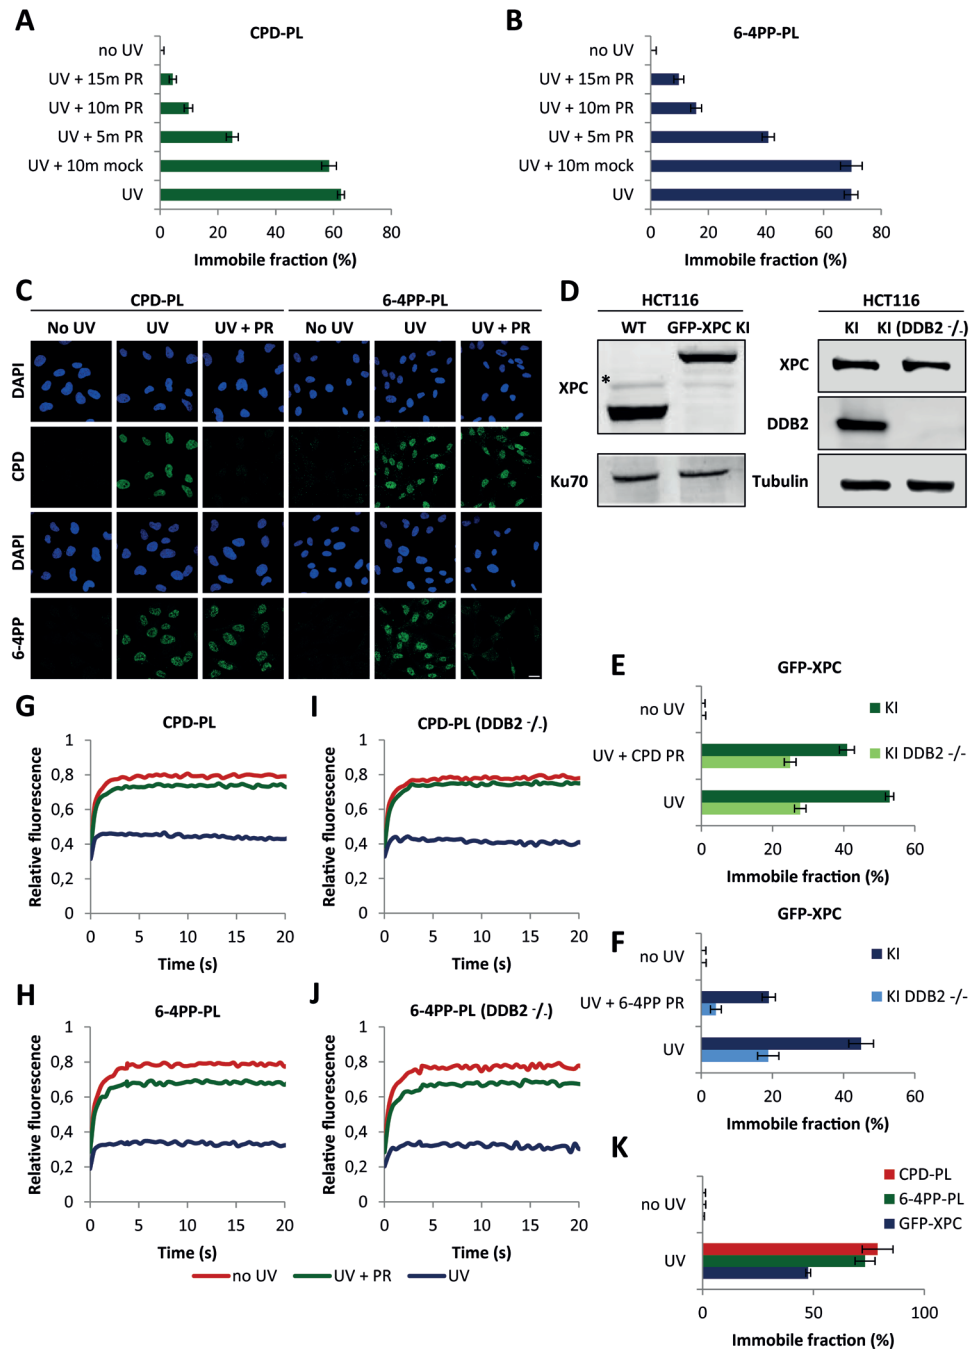 A
CPD-PL
no UV
UV + 15m PR
UV + 10m PR
UV + 5m PR
UV + 10m mock
UV
0 20 40 60 80
Immobile fraction (%)
B
6-4PP-PL
no UV
UV + 15m PR
UV + 10m PR
UV + 5m PR
UV + 10m mock
UV
0 20 40 60 80
Immobile fraction (%)
C
CPD-PL 6-4PP-PL
No UV UV UV + PR No UV UV UV + PR
DAPI
CPD
DAPI
6-4PP
D
HCT116
WT GFP-XPC KI
XPC
*
Ku70
HCT116
KI KI (DDB2 -/-)
XPC
DDB2
Tubulin
E
GFP-XPC
no UV
UV + CPD PR
UV
KI
KI DDB2 -/-
0 20 40 60
Immobile fraction (%)
F
GFP-XPC
no UV
UV + 6-4PP PR
UV
KI
KI DDB2 -/-
0 20 40 60
Immobile fraction (%)
G
CPD-PL
Relative fluorescence
1
0,8
0,6
0,4
0,2
0
0 5 10 15 20
Time (s)
I
CPD-PL (DDB2 -/-)
Relative fluorescence
1
0,8
0,6
0,4
0,2
0
0 5 10 15 20
Time (s)
H
6-4PP-PL
Relative fluorescence
1
0,8
0,6
0,4
0,2
0
0 5 10 15 20
Time (s)
J
6-4PP-PL (DDB2 -/-)
Relative fluorescence
1
0,8
0,6
0,4
0,2
0
0 5 10 15 20
Time (s)
no UV UV + PR UV
K
no UV
UV
CPD-PL
6-4PP-PL
GFP-XPC
0 50 100
Immobile fraction (%)